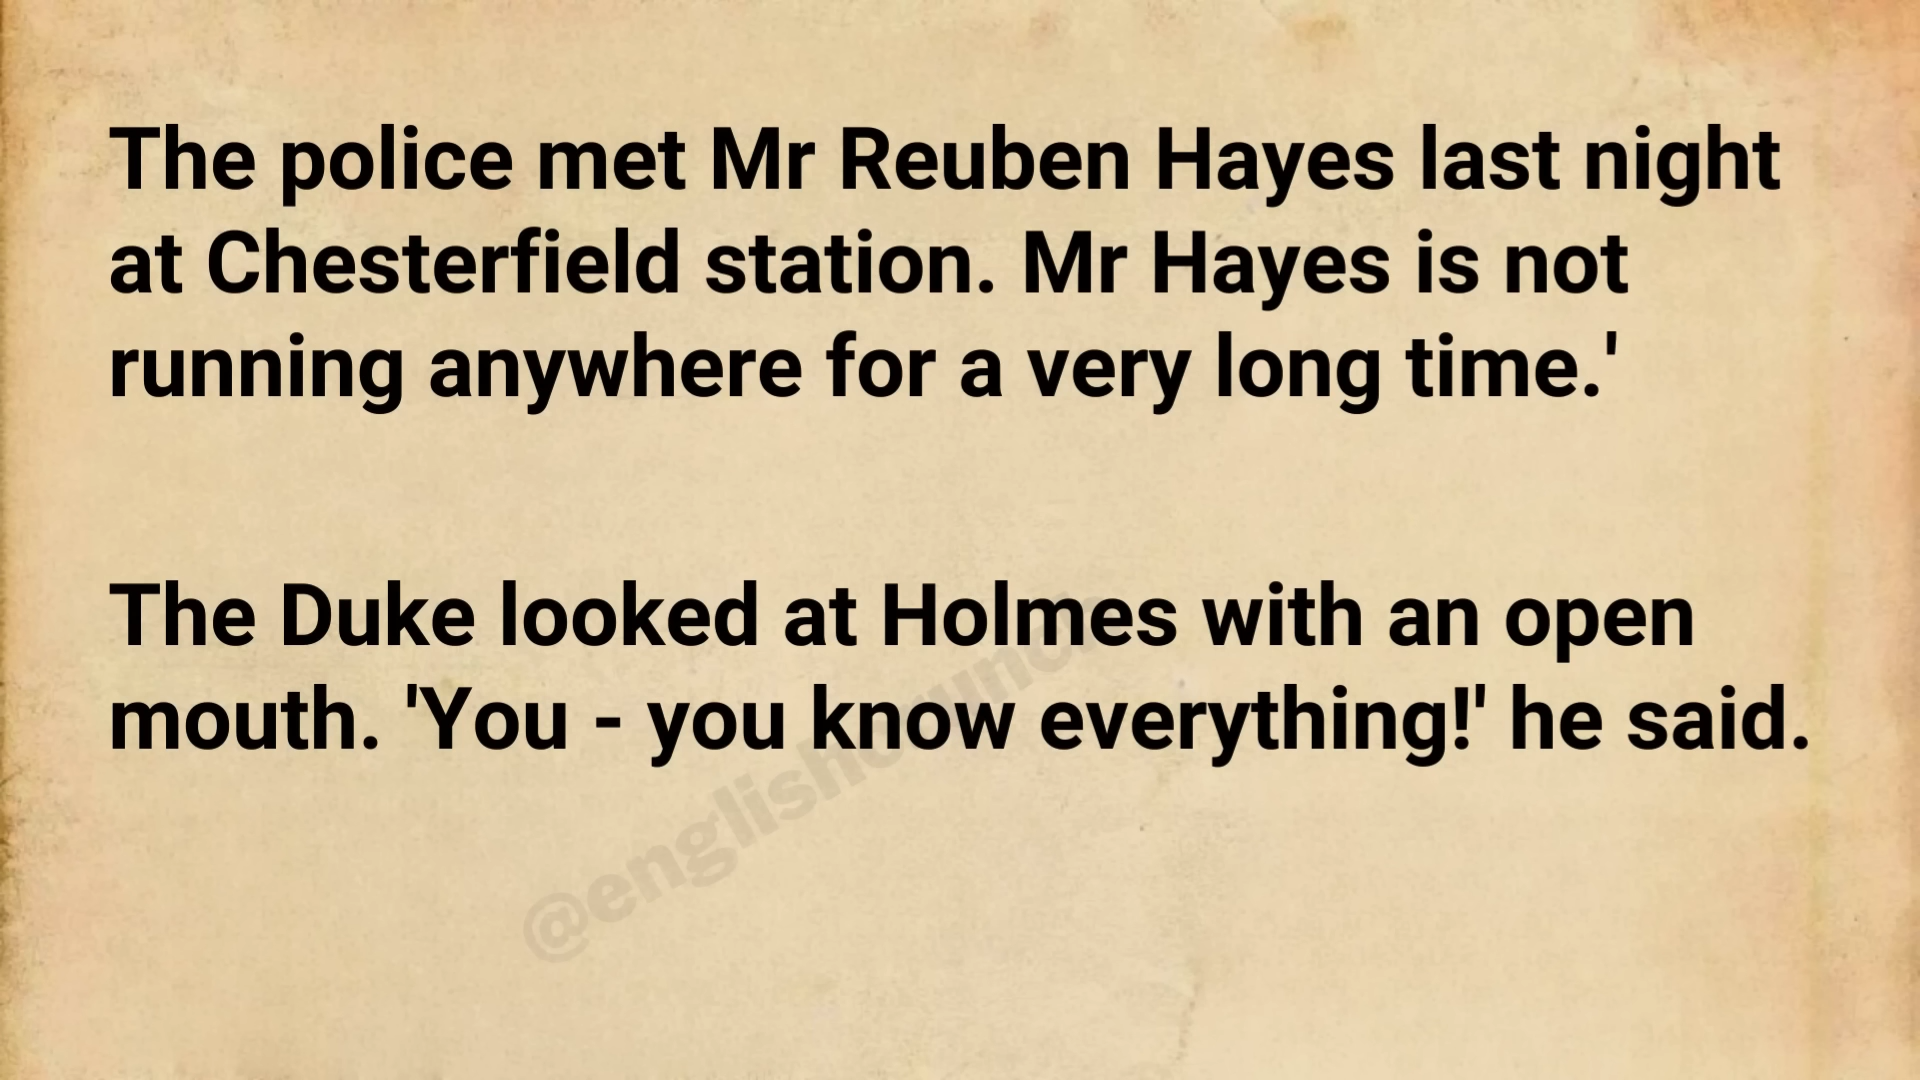 The police met Mr Reuben Hayes last night
at Chesterfield station. Mr Hayes is not
running anywhere for a very long time.'
The Duke looked at Holmes with an open
mouth. 'You - you know everything!' he said.